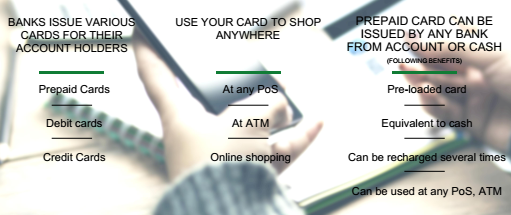 BANKS ISSUE VARIOUS
CARDS FOR THEIR
ACCOUNT HOLDERS
Prepaid Cards
Debit cards
Credit Cards
USE YOUR CARD TO SHOP
ANYWHERE
At any PoS
At ATM
Online shopping
PREPAID CARD CAN BE
ISSUED BY ANY BANK
FROM ACCOUNT OR CASH
(FOLLOWING BENEFITS)
Pre-loaded card
Equivalent to cash
Can be recharged several times
Can be used at any PoS, ATM